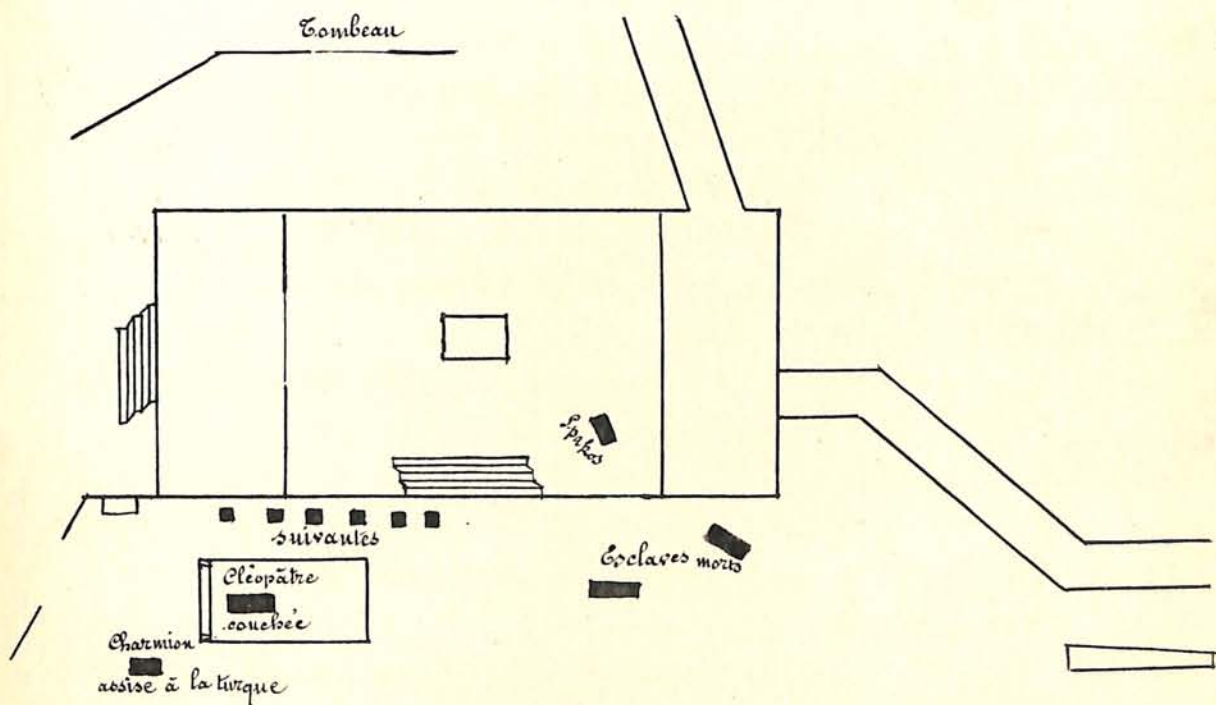 Tombeau
Spakos
suivantes
Cléopâtre
couchée
Esclaves morts
Charmion
assise à la turque